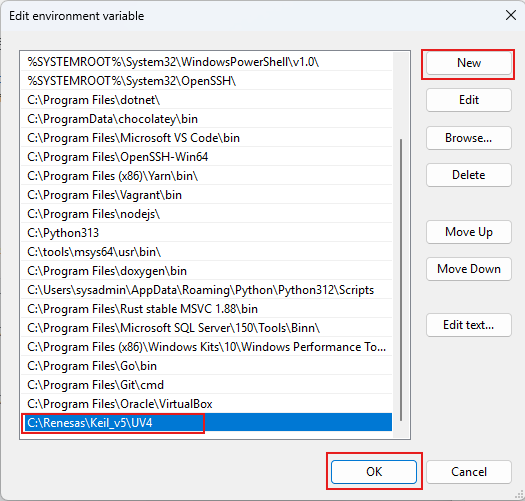 Edit environment variable
%SYSTEMROOT%\System32\WindowsPowerShell\v1.0\
%SYSTEMROOT%\System32\OpenSSH\
C:\Program Files\dotnet\
C:\ProgramData\chocolatey\bin
C:\Program Files\Microsoft VS Code\bin
C:\Program Files\OpenSSH-Win64
C:\Program Files (x86)\Yarn\bin\
C:\Program Files\Vagrant\bin
C:\Program Files\nodejs\
C:\Python313
C:\tools\msys64\usr\bin\
C:\Program Files\doxygen\bin
C:\Users\sysadmin\AppData\Roaming\Python\Python312\Scripts
C:\Program Files\Rust stable MSVC 1.88\bin
C:\Program Files\Microsoft SQL Server\150\Tools\Binn\
C:\Program Files (x86)\Windows Kits\10\Windows Performance To...
C:\Program Files\Go\bin
C:\Program Files\Git\cmd
C:\Program Files\Oracle\VirtualBox
C:\Renesas\Keil_v5\UV4
New
Edit
Browse...
Delete
Move Up
Move Down
Edit text...
OK
Cancel